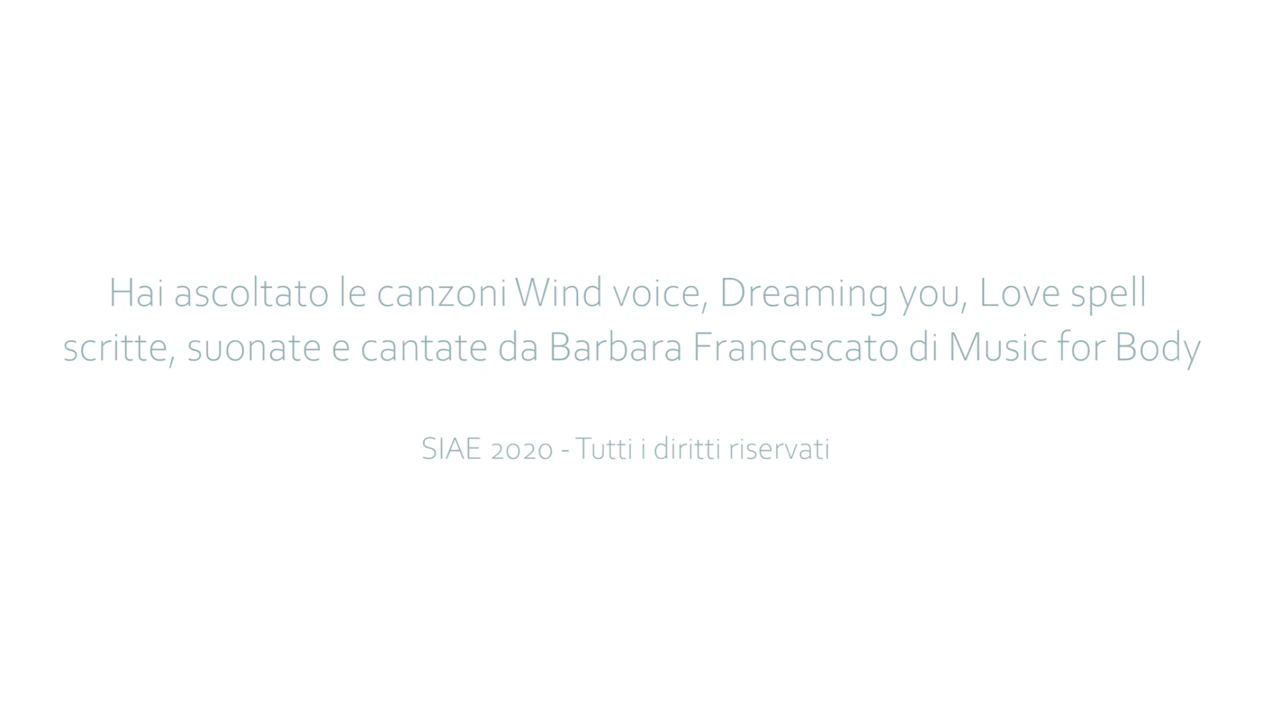 Hai ascoltato le canzoni Wind voice, Dreaming you, Love spell
scritte, suonate e cantate da Barbara Francescato di Music for Body
SIAE 2020 - Tutti i diritti riservati